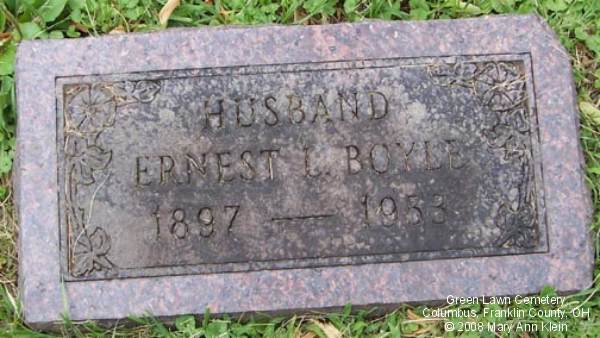 HUSBAND
ERNEST L. BOYLE
1897 — 1953
Green Lawn Cemetery
Columbus, Franklin County, OH
© 2008 Mary Ann Klein